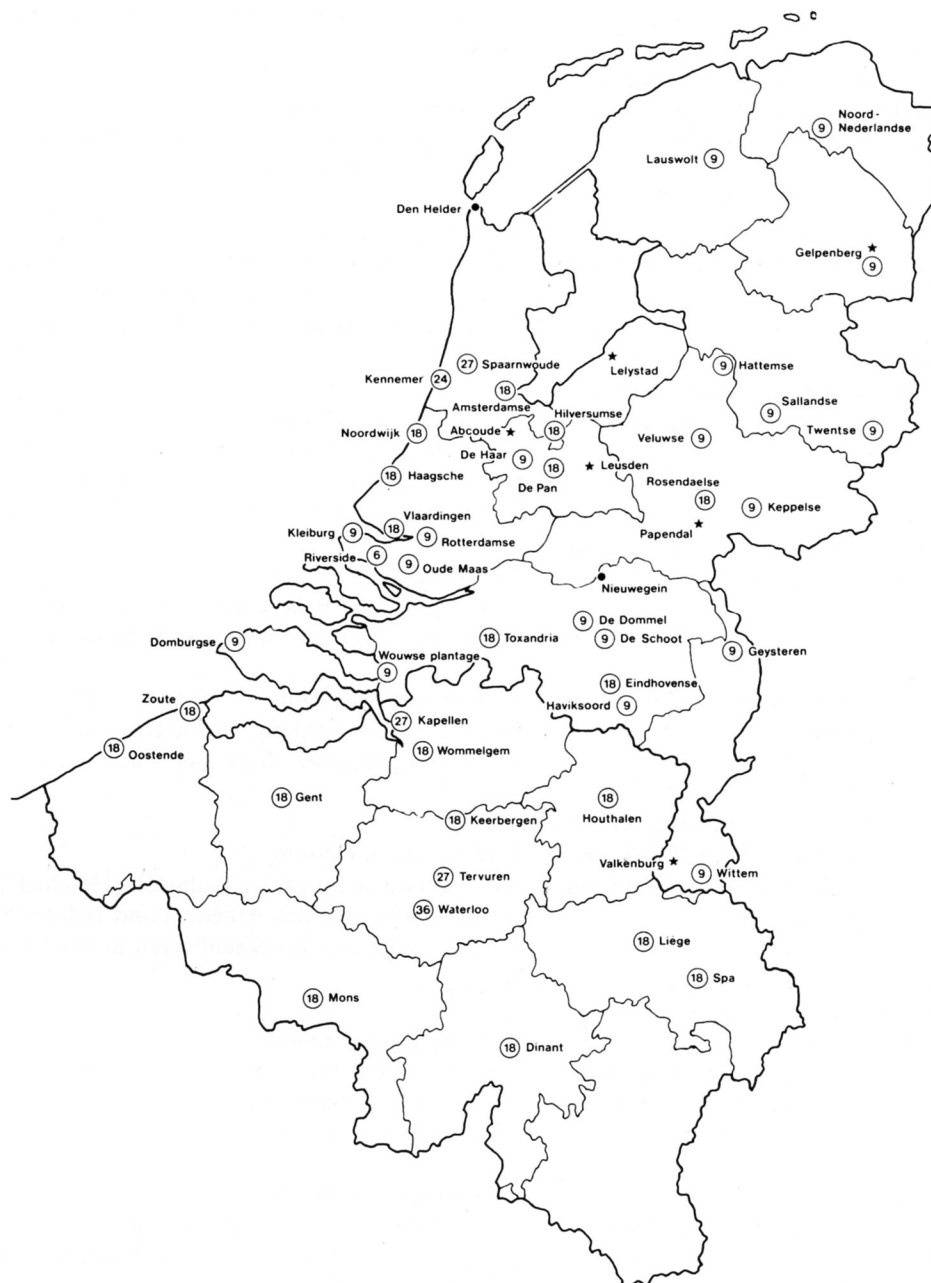 Noord-
9 Nederlandse
Lauswolt 9
Den Helder
Gelpenberg
9
27 Spaarnwoude
Lelystad
9 Hattemse
Kennemer 24
18
Amsterdamse
Hilversumse
18
Sallandse
9
Noordwijk 18
Abcoude
Veluwse 9
Twentse 9
De Haar 9
18
De Pan
Leusden
18 Haagsche
Rosendaelse
18
9 Keppelse
Vlaardingen
18
Kleiburg 9
9 Rotterdamse
Papendal
Riverside 6
9 Oude Maas
Nieuwegein
9 De Dommel
Domburgse 9
18 Toxandria
9 De Schoot
9 Geysteren
Wouwse plantage
9
18 Eindhovense
Haviksoord 9
Zoute
18
27 Kapellen
18 Oostende
18 Wommelgem
18 Gent
18
Houthalen
18 Keerbergen
Valkenburg
9 Wittem
27 Tervuren
36 Waterloo
18 Liége
18 Spa
18 Mons
18 Dinant